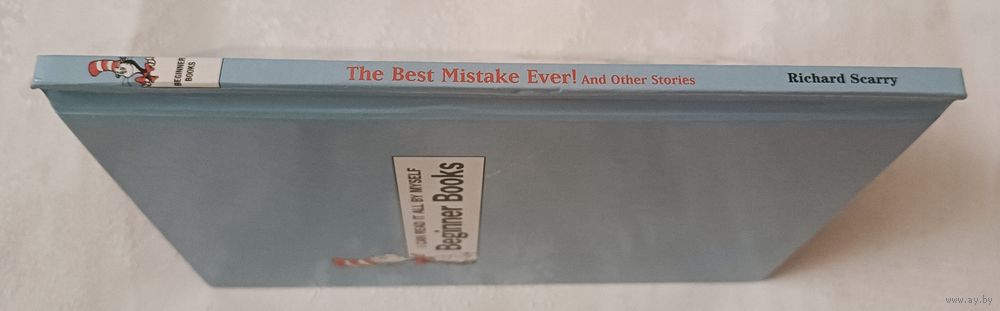 BEGINNER
BOOKS
The Best Mistake Ever! And Other Stories
Richard Scarry
I CAN READ IT ALL BY MYSELF
Beginner Books
www.ay.by